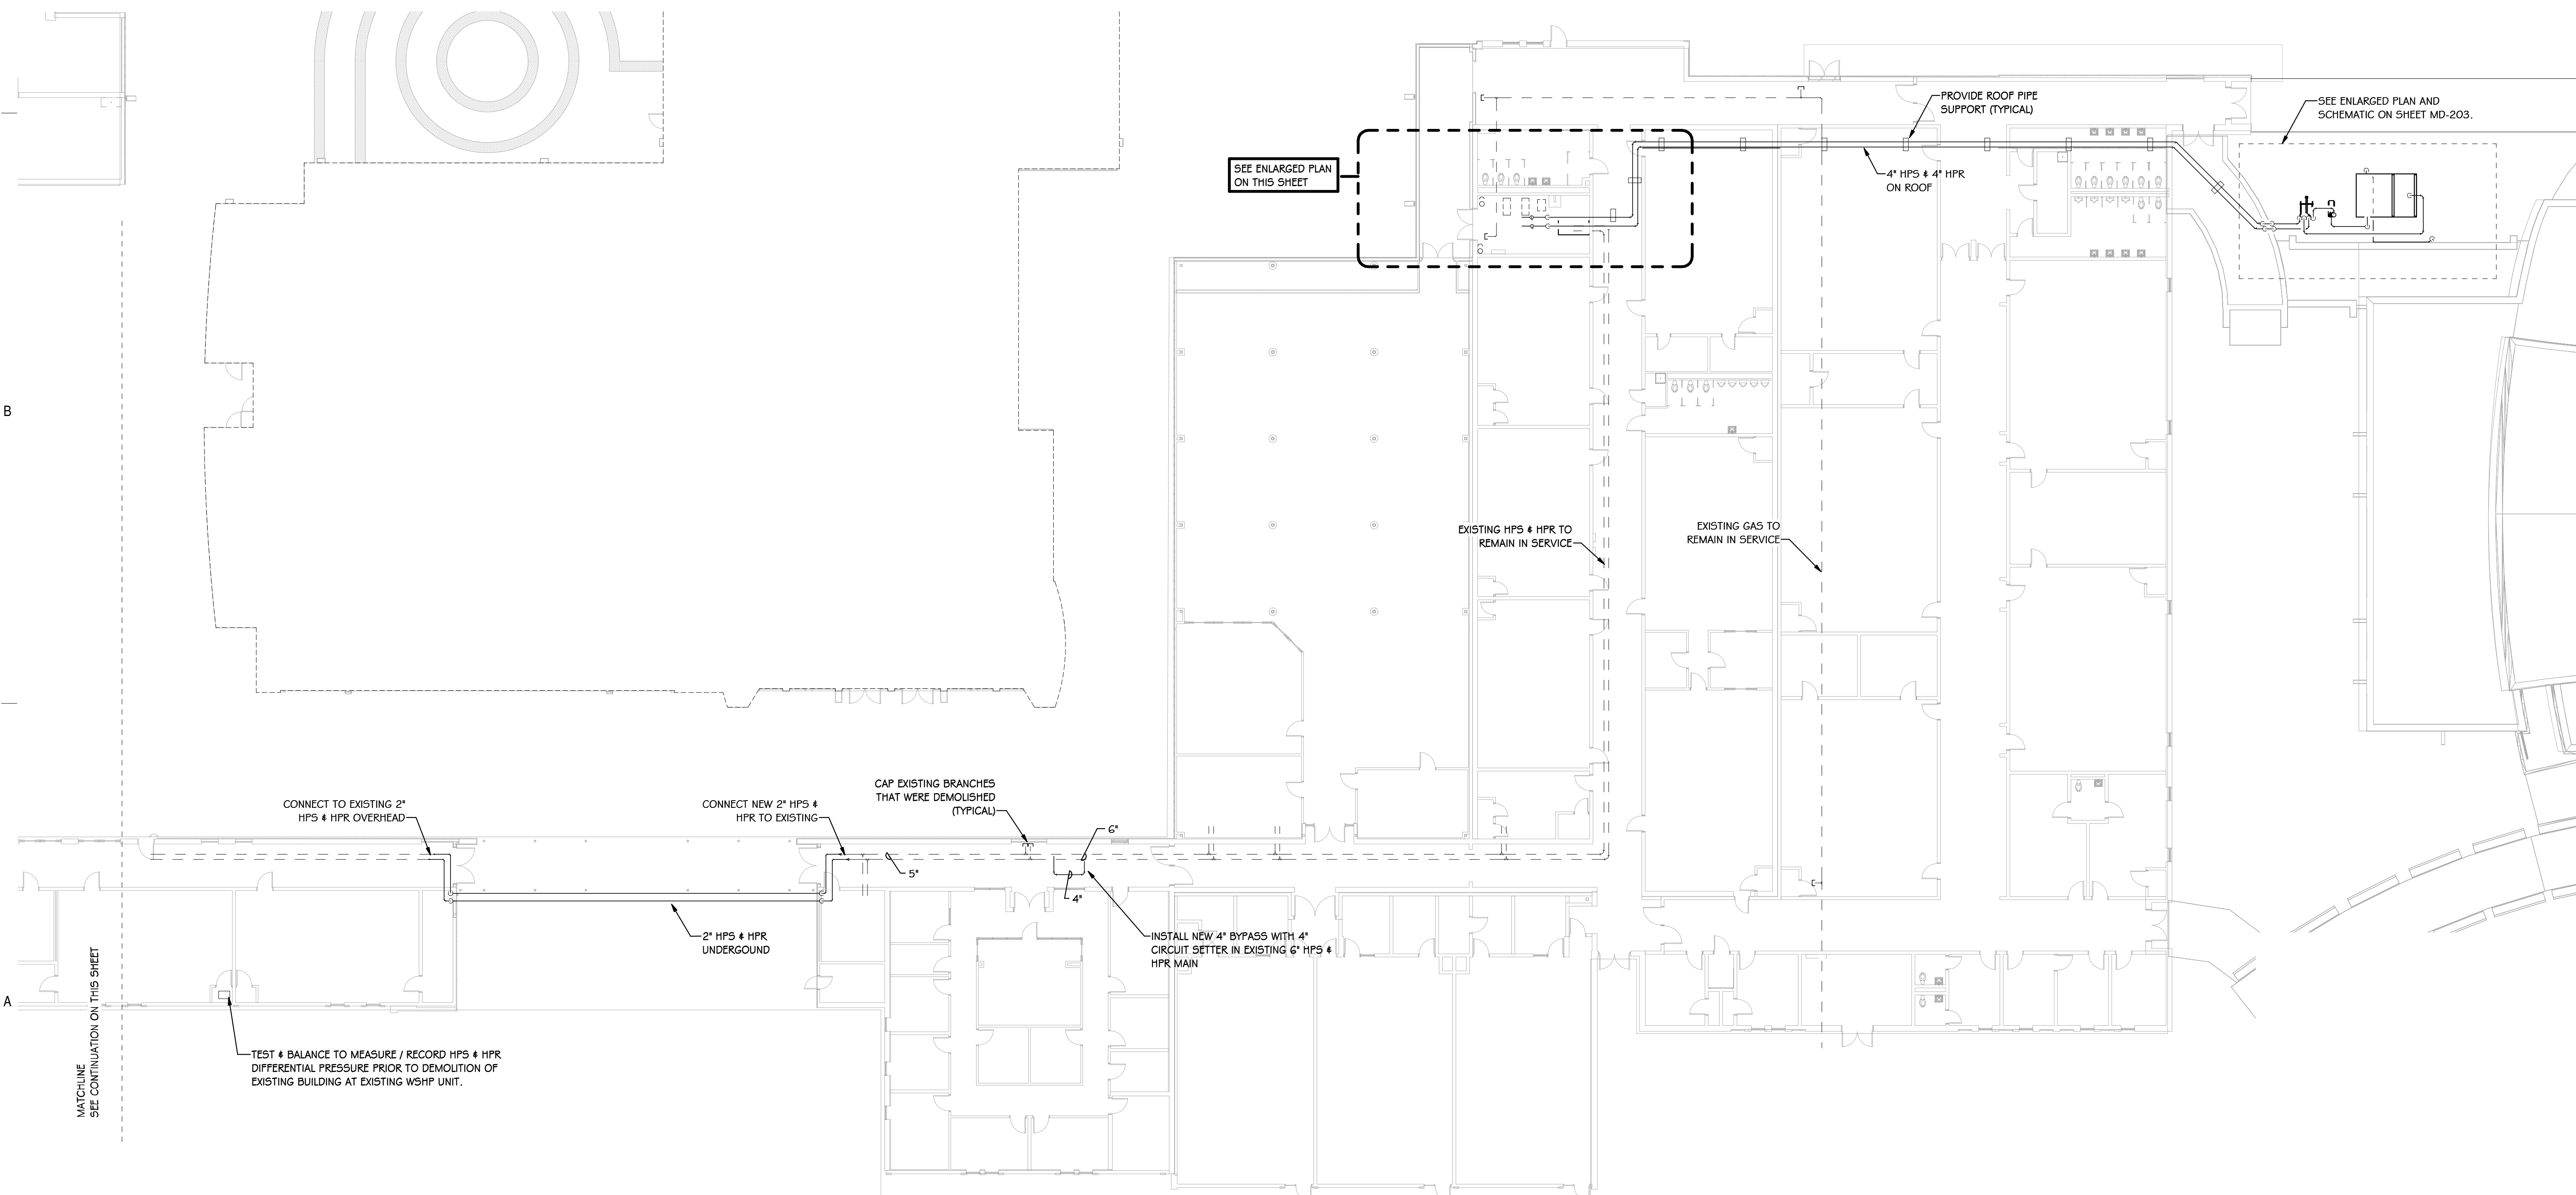 PROVIDE ROOF PIPE
SUPPORT (TYPICAL)
SEE ENLARGED PLAN AND
SCHEMATIC ON SHEET MD-203.
SEE ENLARGED PLAN
ON THIS SHEET
4" HPS & 4" HPR
ON ROOF
B
EXISTING HPS & HPR TO
REMAIN IN SERVICE
EXISTING GAS TO
REMAIN IN SERVICE
CONNECT TO EXISTING 2"
HPS & HPR OVERHEAD
CONNECT NEW 2" HPS &
HPR TO EXISTING
CAP EXISTING BRANCHES
THAT WERE DEMOLISHED
(TYPICAL)
6"
5"
4"
2" HPS & HPR
UNDERGOUND
INSTALL NEW 4" BYPASS WITH 4"
CIRCUIT SETTER IN EXISTING 6" HPS &
HPR MAIN
A
MATCHLINE
SEE CONTINUATION ON THIS SHEET
TEST & BALANCE TO MEASURE / RECORD HPS & HPR
DIFFERENTIAL PRESSURE PRIOR TO DEMOLITION OF
EXISTING BUILDING AT EXISTING WSHP UNIT.